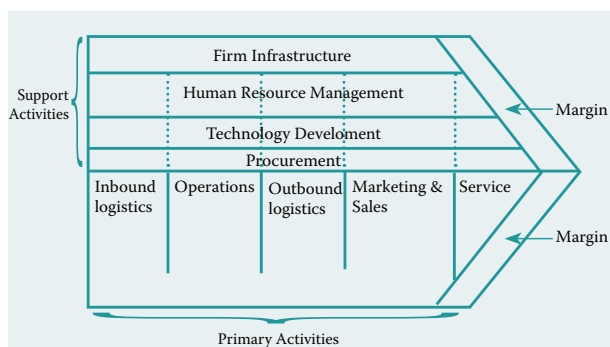 Firm Infrastructure
Support
Activities
Human Resource Management
Margin
Technology Develoment
Procurement
Inbound
logistics
Operations
Outbound
logistics
Marketing &
Sales
Service
Margin
Primary Activities